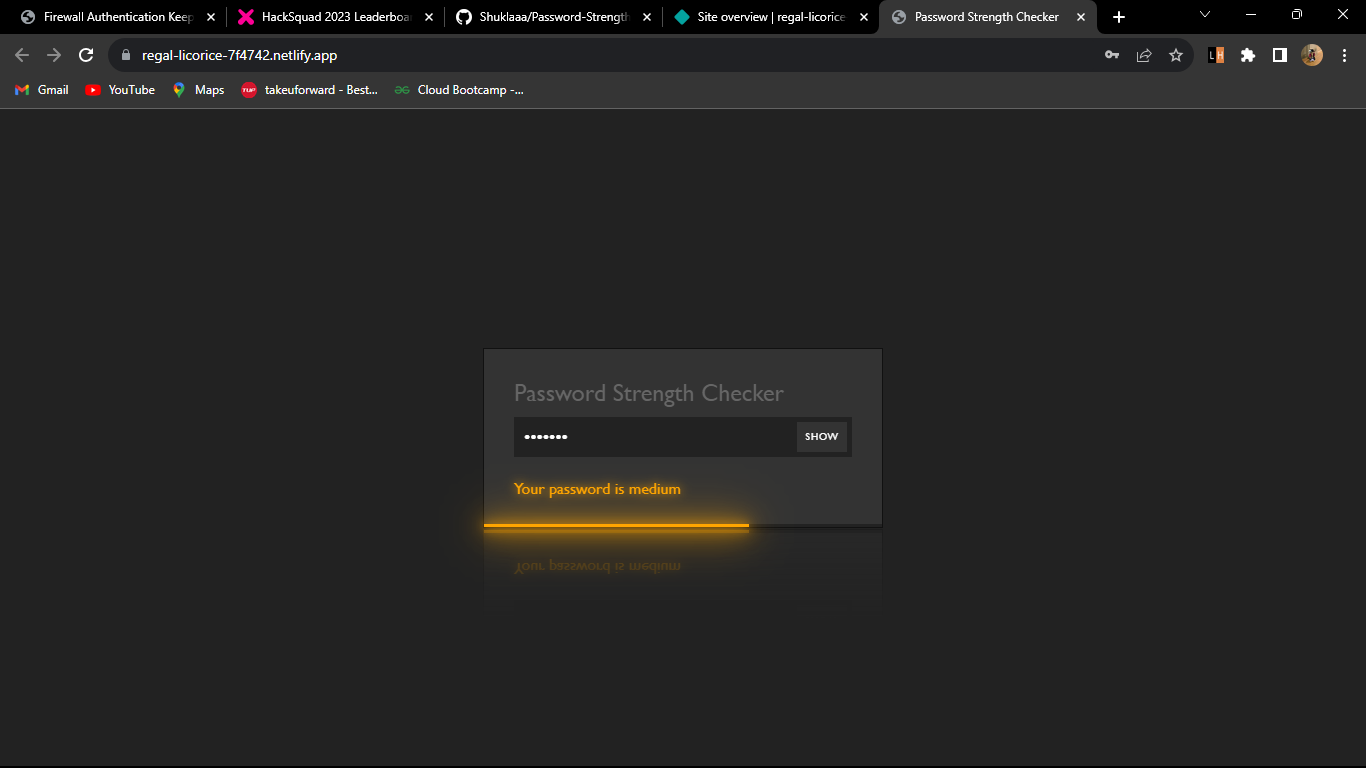 Firewall Authentication Keep
HackSquad 2023 Leaderboa
Shuklaaa/Password-Strength
Site overview | regal-licorice
Password Strength Checker
regal-licorice-7f4742.netlify.app
LH
Gmail
YouTube
Maps
TUF
takeuforward - Best...
Cloud Bootcamp -...
Password Strength Checker
•••••••
SHOW
Your password is medium
Your password is medium